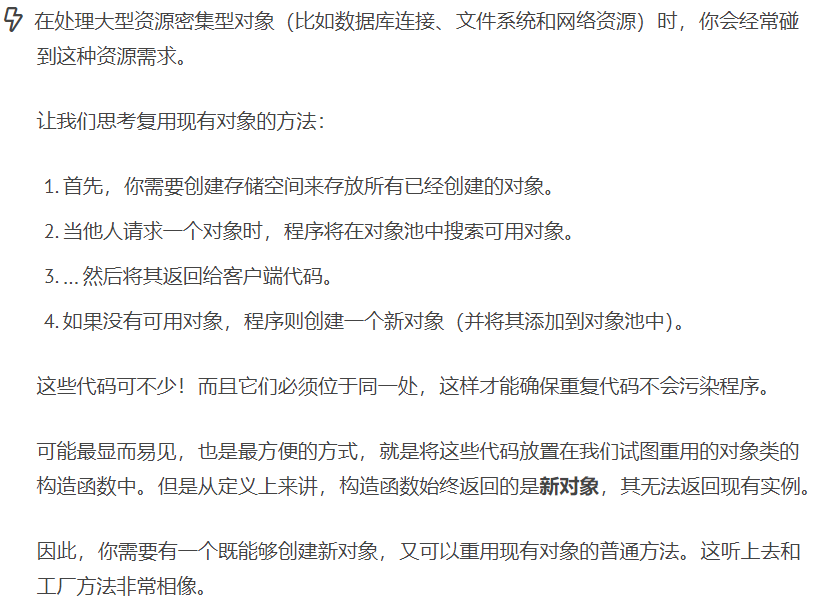 在处理大型资源密集型对象（比如数据库连接、文件系统和网络资源）时，你会经常碰
到这种资源需求。
让我们思考复用现有对象的方法：
1. 首先，你需要创建存储空间来存放所有已经创建的对象。
2. 当他人请求一个对象时，程序将在对象池中搜索可用对象。
3. … 然后将其返回给客户端代码。
4. 如果没有可用对象，程序则创建一个新对象（并将其添加到对象池中）。
这些代码可不少！而且它们必须位于同一处，这样才能确保重复代码不会污染程序。
可能最显而易见，也是最方便的方式，就是将这些代码放置在我们试图重用的对象类的
构造函数中。但是从定义上来讲，构造函数始终返回的是新对象，其无法返回现有实例。
因此，你需要有一个既能够创建新对象，又可以重用现有对象的普通方法。这听上去和
工厂方法非常相像。